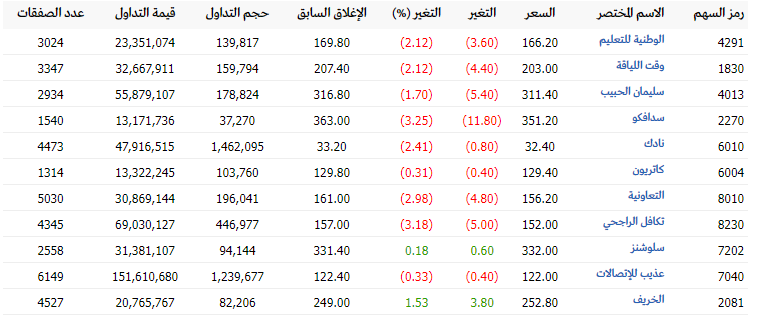 رمز السهم الاسم المختصر السعر التغير التغير (%) الإغلاق السابق حجم التداول قيمة التداول عدد الصفقات
4291 الوطنية للتعليم 166.20 (3.60) (2.12) 169.80 139,817 23,351,074 3024
1830 وقت اللياقة 203.00 (4.40) (2.12) 207.40 159,794 32,667,911 3347
4013 سليمان الحبيب 311.40 (5.40) (1.70) 316.80 178,824 55,879,107 2934
2270 سدافكو 351.20 (11.80) (3.25) 363.00 37,270 13,171,736 1540
6010 نادك 32.40 (0.80) (2.41) 33.20 1,462,095 47,916,515 4473
6004 كاتريون 129.40 (0.40) (0.31) 129.80 103,760 13,322,245 1314
8010 التعاونية 156.20 (4.80) (2.98) 161.00 196,041 30,869,144 5030
8230 تكافل الراجحي 152.00 (5.00) (3.18) 157.00 446,977 69,030,127 4345
7202 سلوشنز 332.00 0.60 0.18 331.40 94,144 31,381,107 2558
7040 عذيب للإتصالات 122.00 (0.40) (0.33) 122.40 1,239,677 151,610,680 6149
2081 الخريف 252.80 3.80 1.53 249.00 82,206 20,765,767 4527